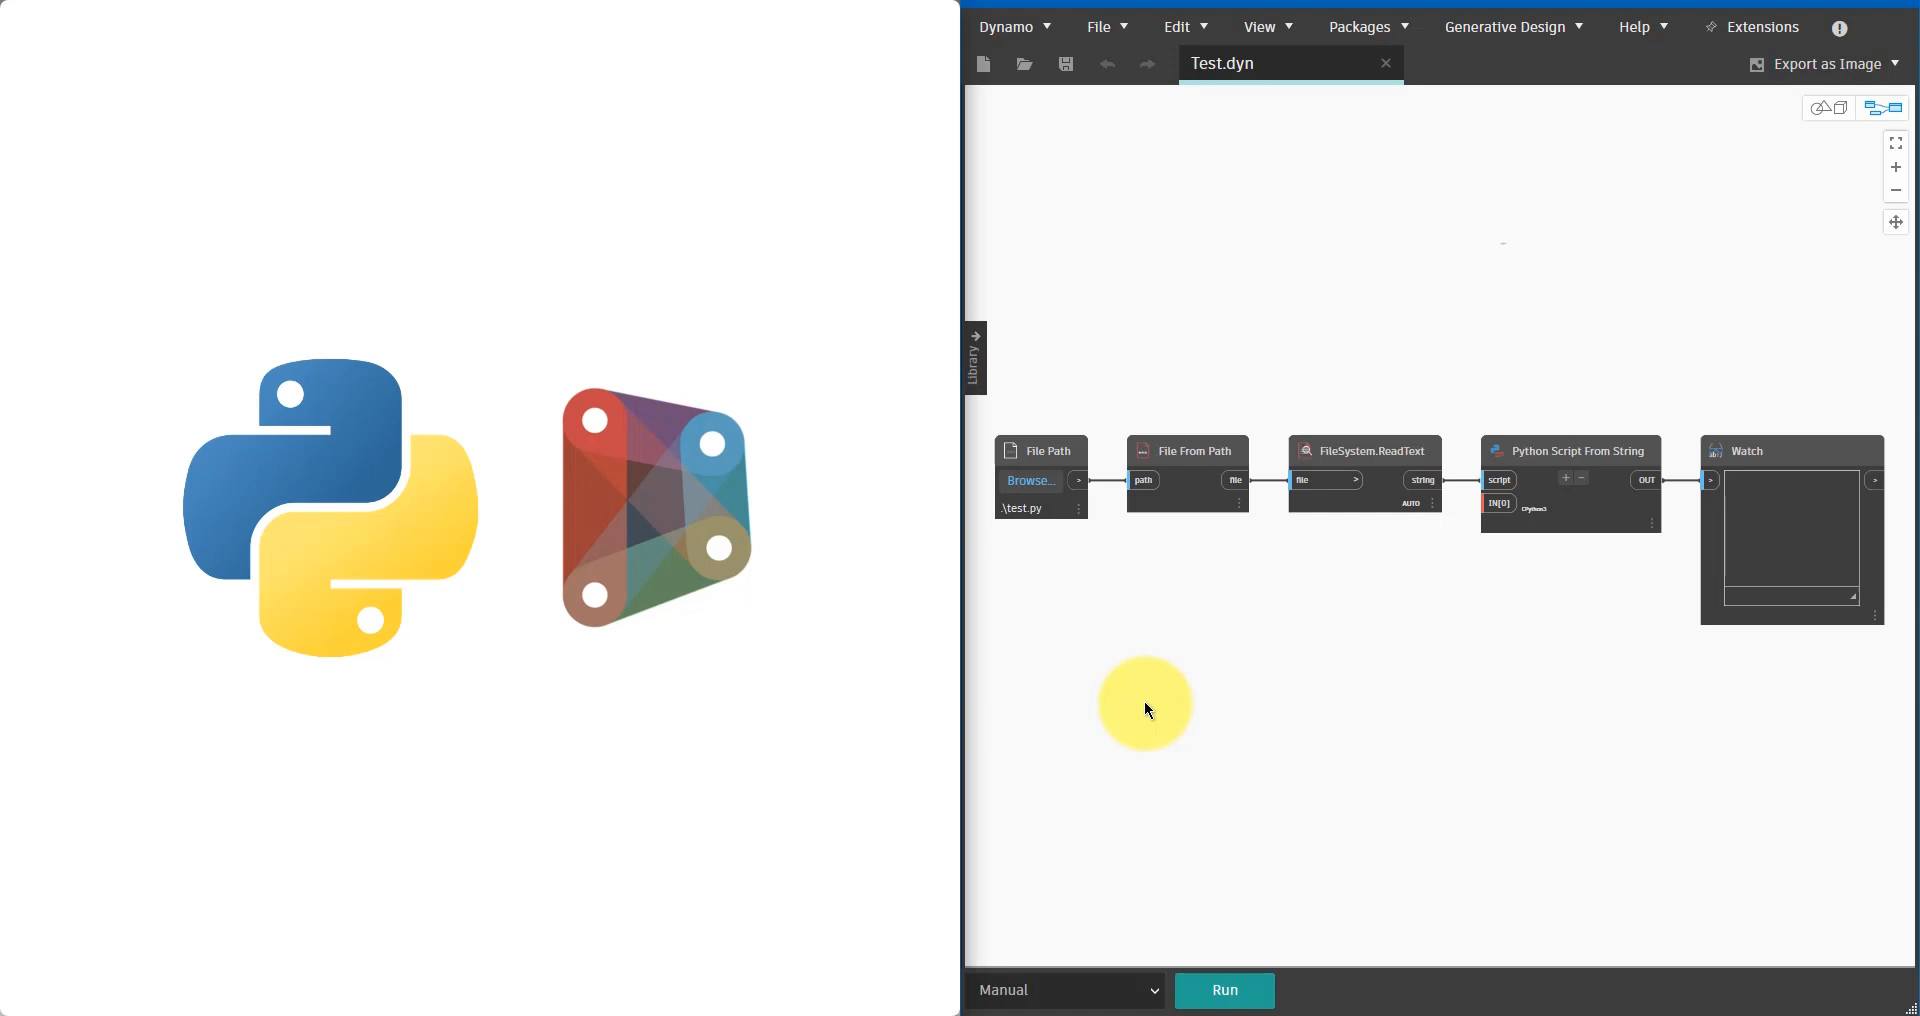 Dynamo File Edit View Packages Generative Design Help Extensions
Test.dyn Export as Image
Library
File Path File From Path FileSystem.ReadText Python Script From String Watch
Browse... > path file file > string script + - OUT > >
.\test.py AUTO IN[0] CPython3
Manual Run